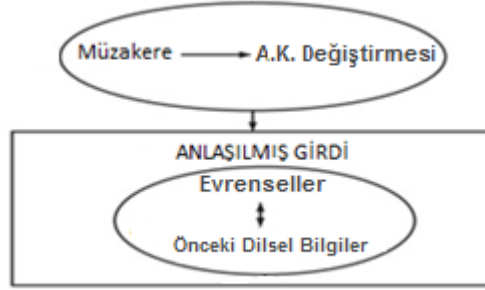 Müzakere → A.K. Değiştirmesi
ANLAŞILMIŞ GİRDİ
Evrenseller
Önceki Dilsel Bilgiler